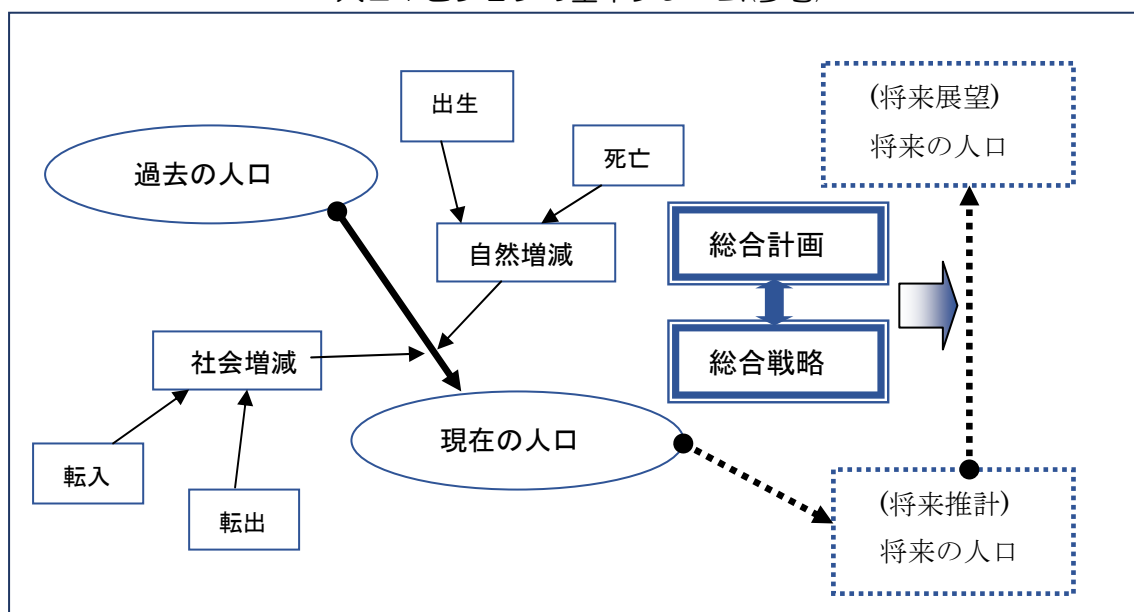 出生
過去の人口
死亡
自然増減
社会増減
転入
転出
現在の人口
総合計画
総合戦略
(将来展望)
将来の人口
(将来推計)
将来の人口